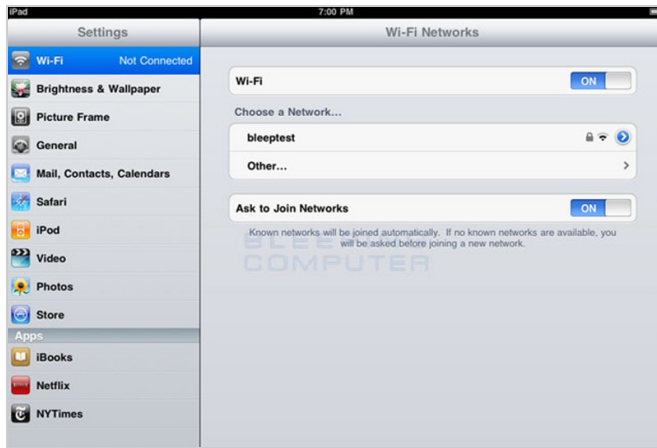 iPad 7:00 PM
Settings
Wi-Fi Networks
Wi-Fi Not Connected
Brightness & Wallpaper
Picture Frame
General
Mail, Contacts, Calendars
Safari
iPod
Video
Photos
Store
Apps
iBooks
Netflix
NYTimes
Wi-Fi ON
Choose a Network...
bleeptest
Other...
Ask to Join Networks ON
Known networks will be joined automatically. If no known networks are available, you
will be asked before joining a new network.
BLEEPING
COMPUTER